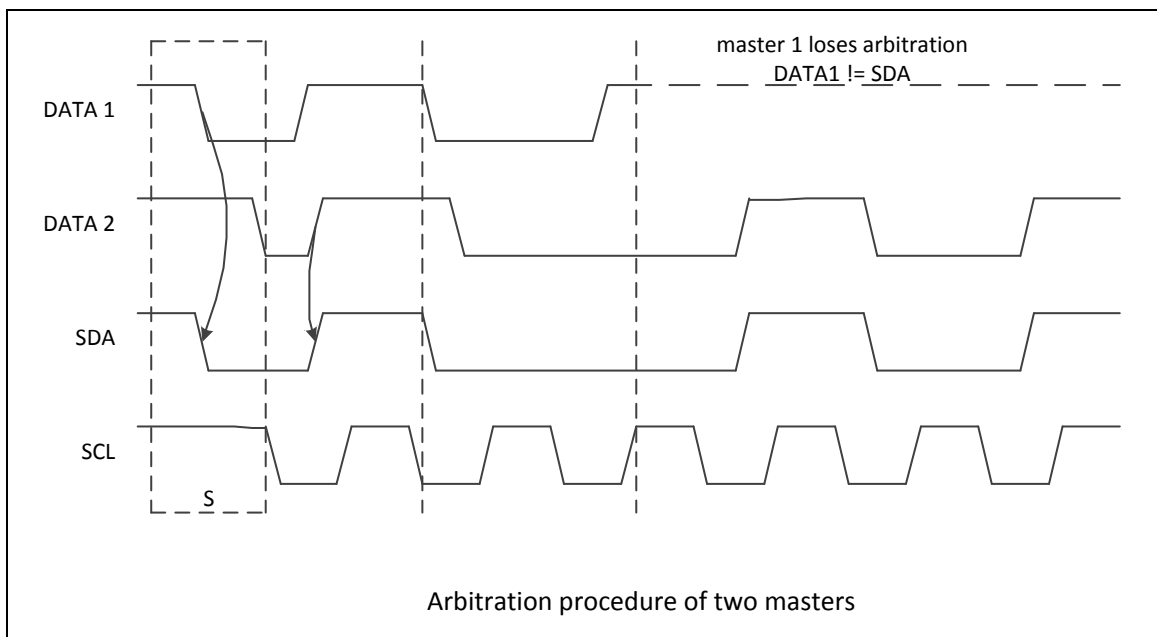 master 1 loses arbitration
DATA1 != SDA
DATA 1
DATA 2
SDA
SCL
S
Arbitration procedure of two masters